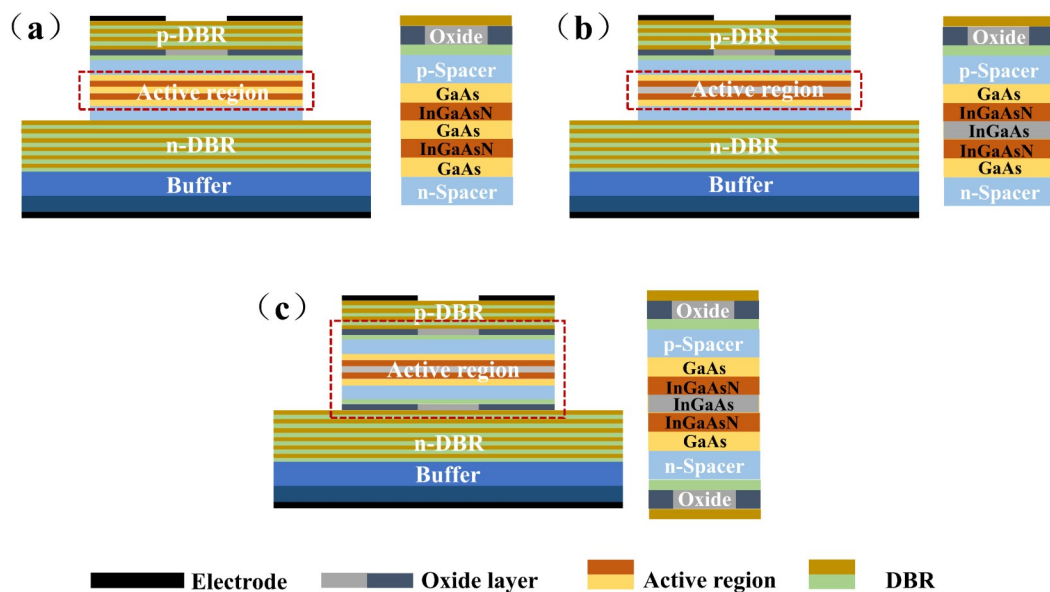 (a)
p-DBR
Active region
n-DBR
Buffer
Oxide
p-Spacer
GaAs
InGaAsN
GaAs
InGaAsN
GaAs
n-Spacer
(b)
p-DBR
Active region
n-DBR
Buffer
Oxide
p-Spacer
GaAs
InGaAsN
InGaAs
InGaAsN
GaAs
n-Spacer
(c)
p-DBR
Active region
n-DBR
Buffer
Oxide
p-Spacer
GaAs
InGaAsN
InGaAs
InGaAsN
GaAs
n-Spacer
Oxide
Electrode
Oxide layer
Active region
DBR